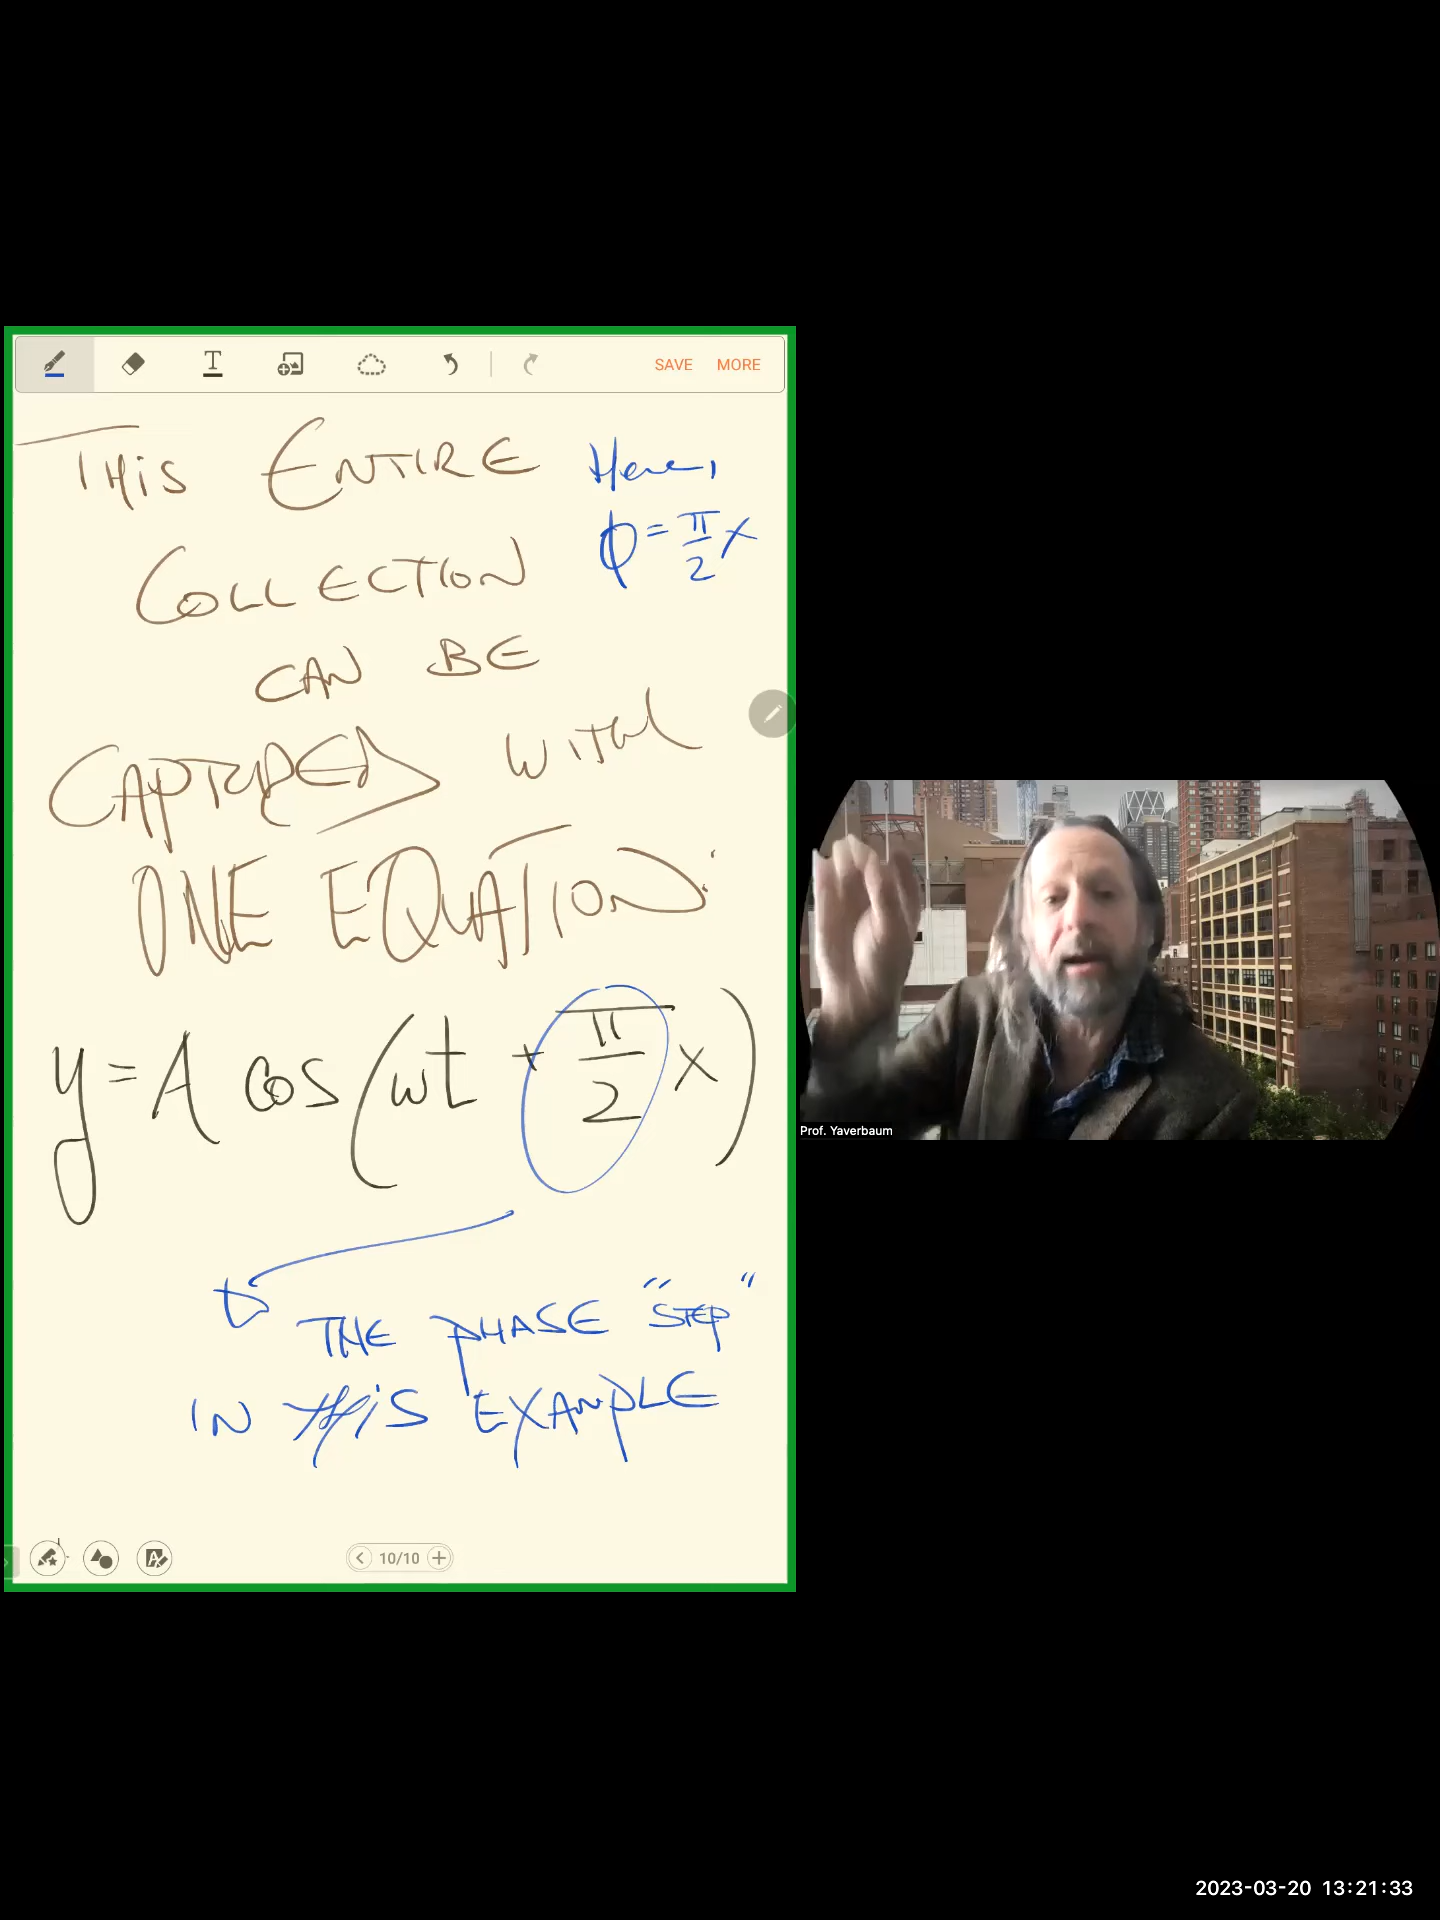 T
SAVE MORE
THIS ENTIRE
COLLECTION
CAN BE
CAPTURED WITH
ONE EQUATION:
Here,
φ = π/2 x
y = A cos(ωt + π/2 x)
THE PHASE "STEP"
IN THIS EXAMPLE
10/10
Prof. Yaverbaum
2023-03-20 13:21:33